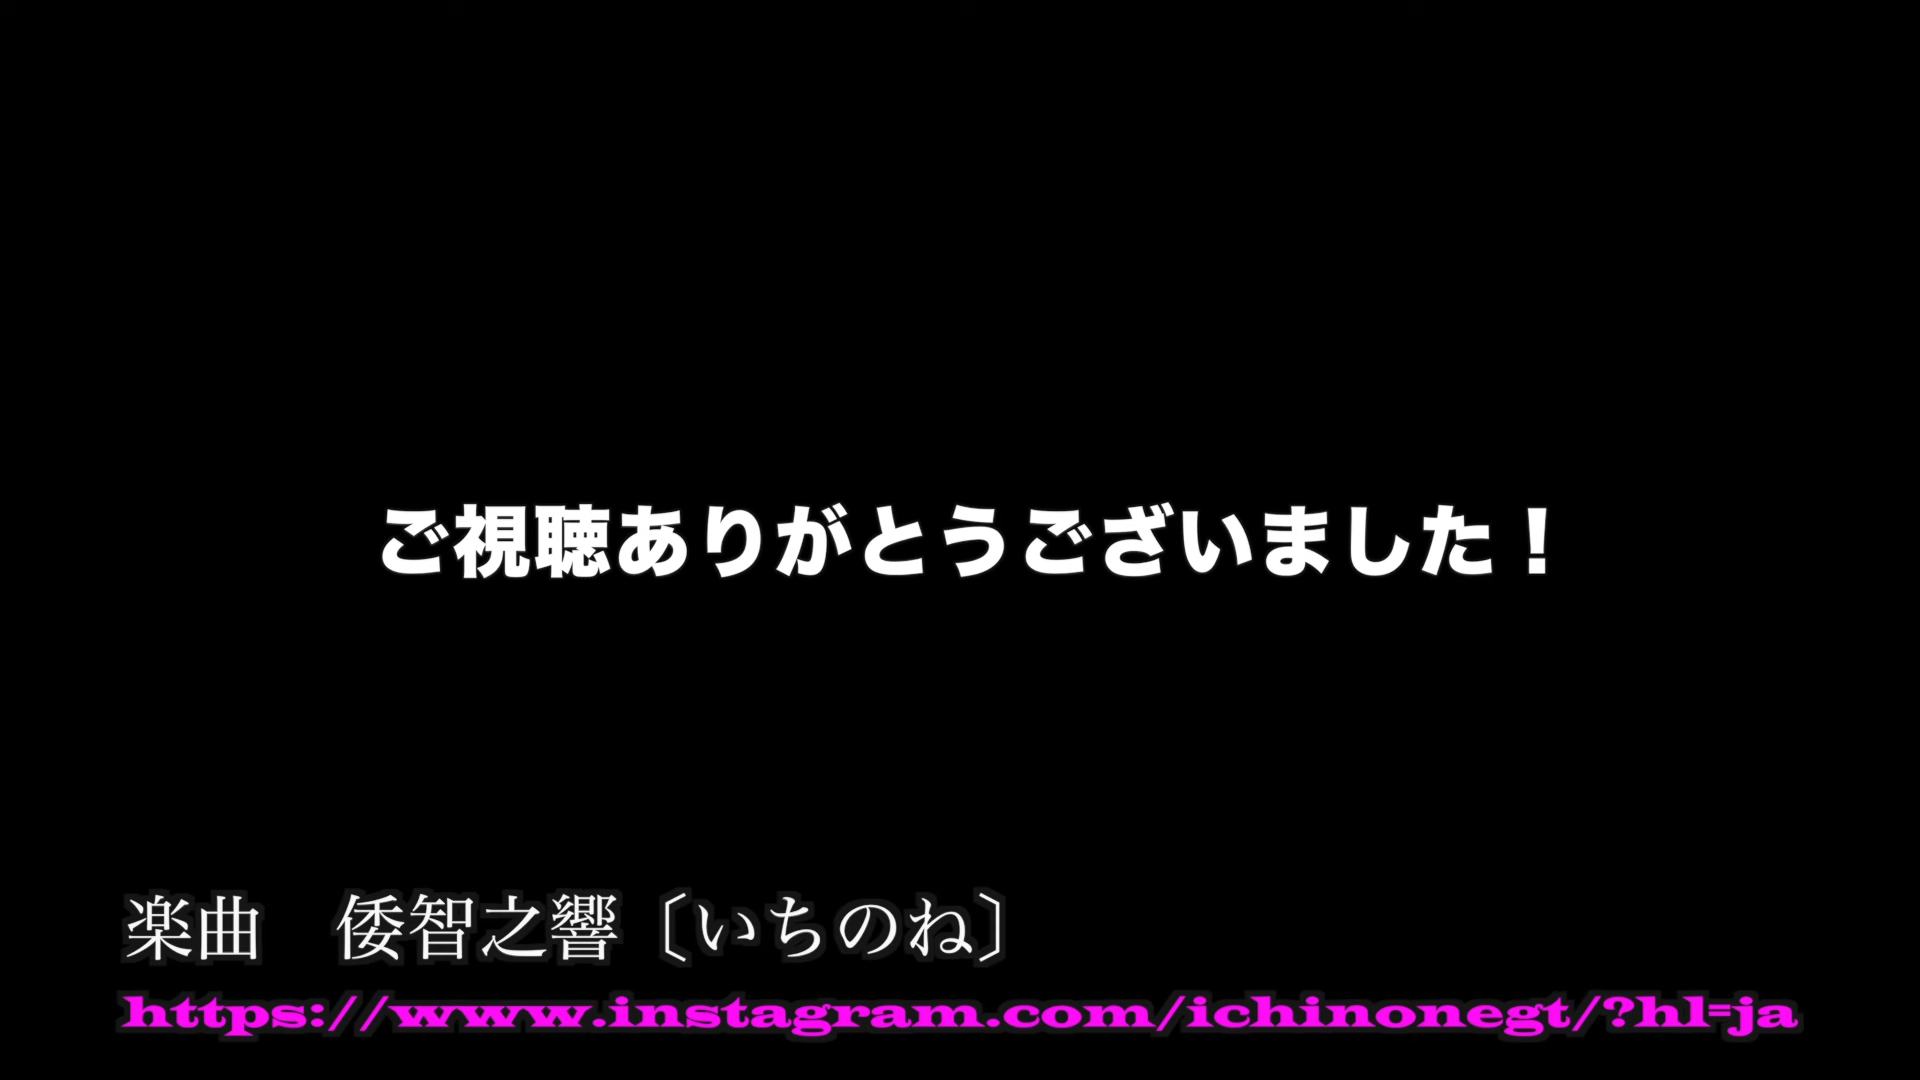 ご視聴ありがとうございました！
楽曲　倭智之響〔いちのね〕
https://www.instagram.com/ichinonegt/?hl=ja